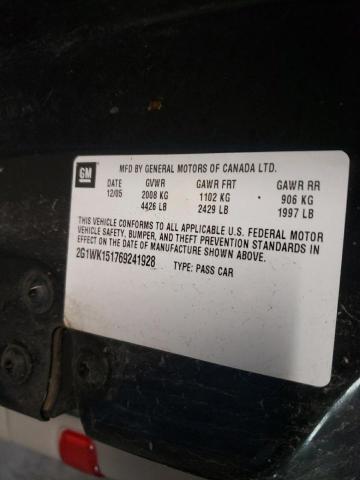 GM
MFD BY GENERAL MOTORS OF CANADA LTD.
DATE GVWR GAWR FRT GAWR RR
12/05 2008 KG 1102 KG 906 KG
4426 LB 2429 LB 1997 LB
THIS VEHICLE CONFORMS TO ALL APPLICABLE U.S. FEDERAL MOTOR
VEHICLE SAFETY, BUMPER, AND THEFT PREVENTION STANDARDS IN
EFFECT ON THE DATE OF MANUFACTURE SHOWN ABOVE.
2G1WK151769241928 TYPE: PASS CAR